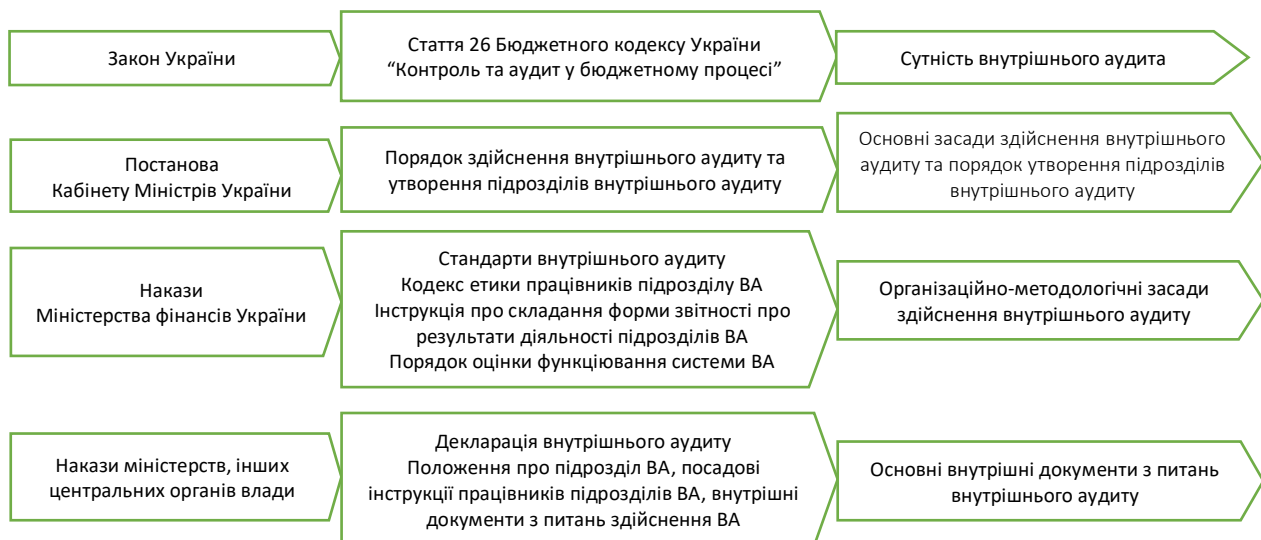 Закон України
Стаття 26 Бюджетного кодексу України
“Контроль та аудит у бюджетному процесі”
Сутність внутрішнього аудита
Постанова
Кабінету Міністрів України
Порядок здійснення внутрішнього аудиту та
утворення підрозділів внутрішнього аудиту
Основні засади здійснення внутрішнього
аудиту та порядок утворення підрозділів
внутрішнього аудиту
Накази
Міністерства фінансів України
Стандарти внутрішнього аудиту
Кодекс етики працівників підрозділу ВА
Інструкція про складання форми звітності про
результати діяльності підрозділів ВА
Порядок оцінки функціювання системи ВА
Організаційно-методологічні засади
здійснення внутрішнього аудиту
Накази міністерств, інших
центральних органів влади
Декларація внутрішнього аудиту
Положення про підрозділ ВА, посадові
інструкції працівників підрозділів ВА, внутрішні
документи з питань здійснення ВА
Основні внутрішні документи з питань
внутрішнього аудиту